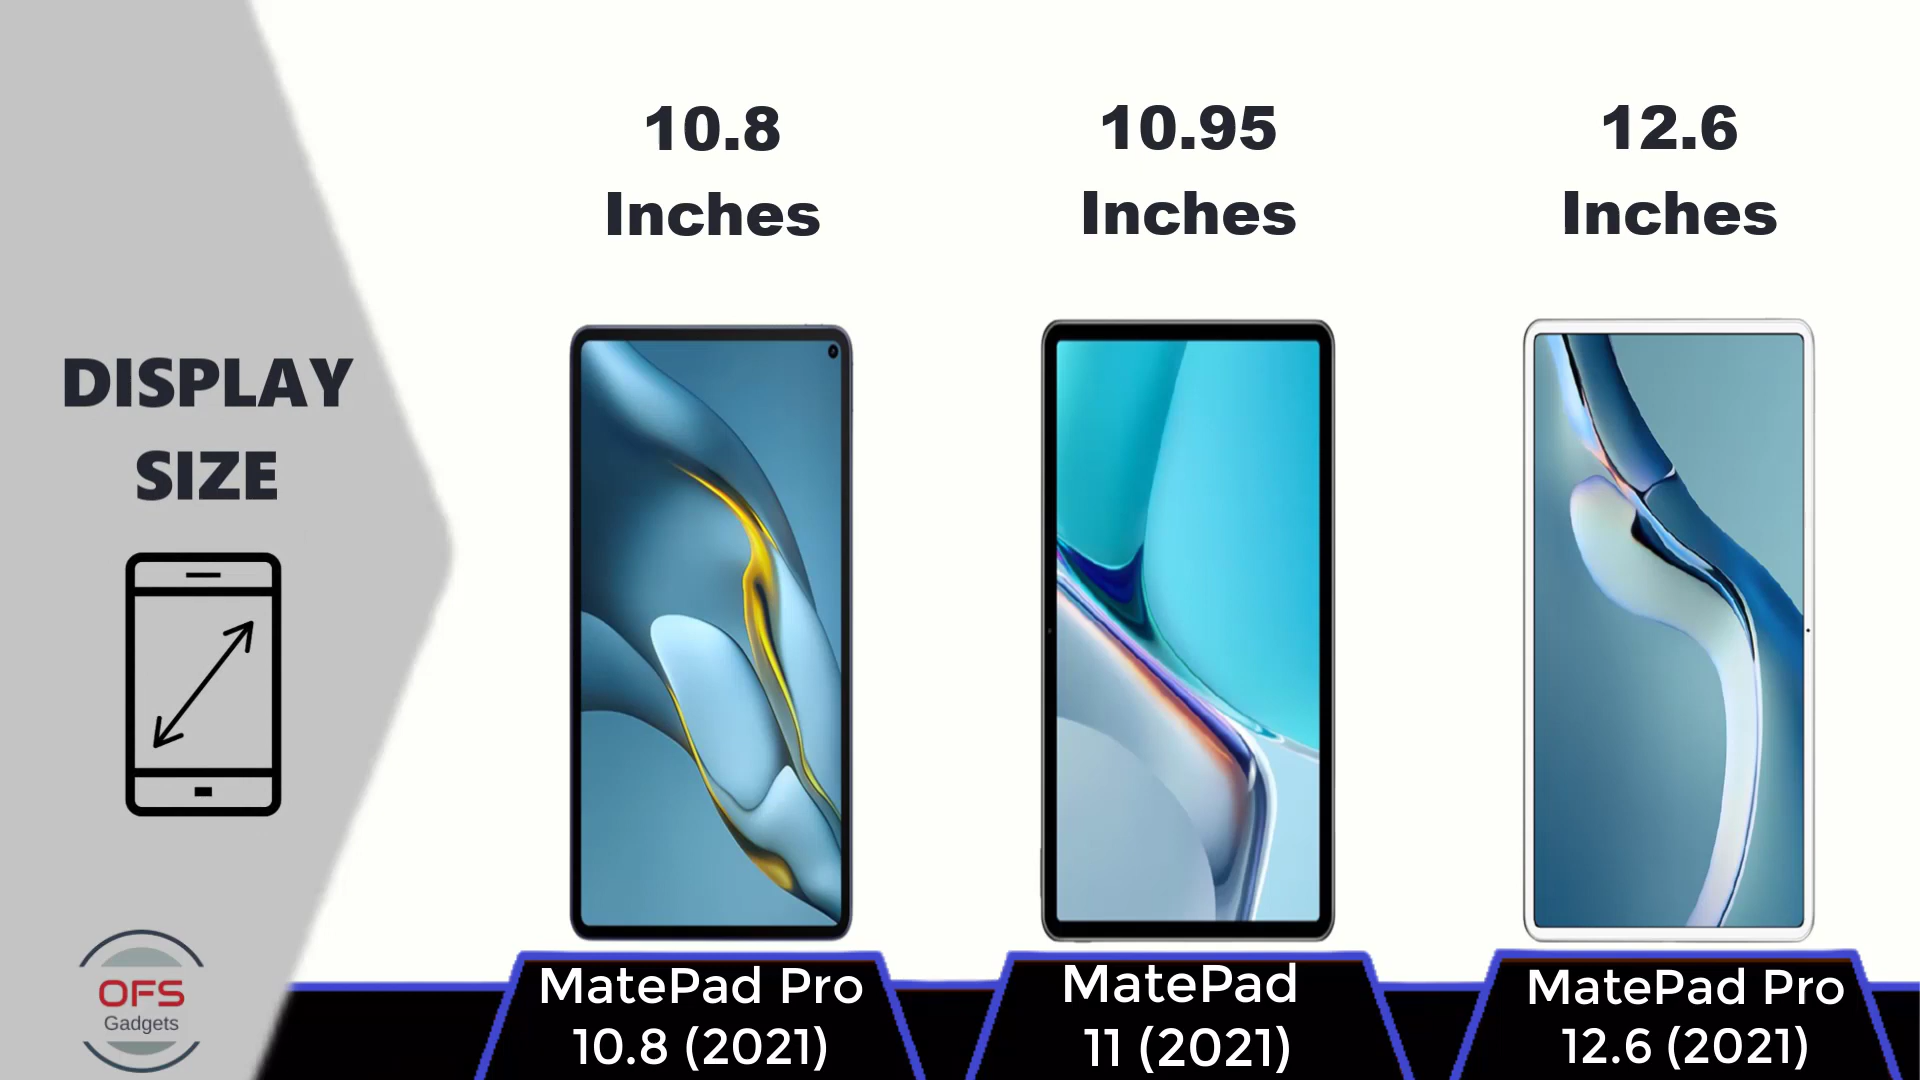 10.8
Inches
10.95
Inches
12.6
Inches
DISPLAY
SIZE
OFS
Gadgets
MatePad Pro
10.8 (2021)
MatePad
11 (2021)
MatePad Pro
12.6 (2021)